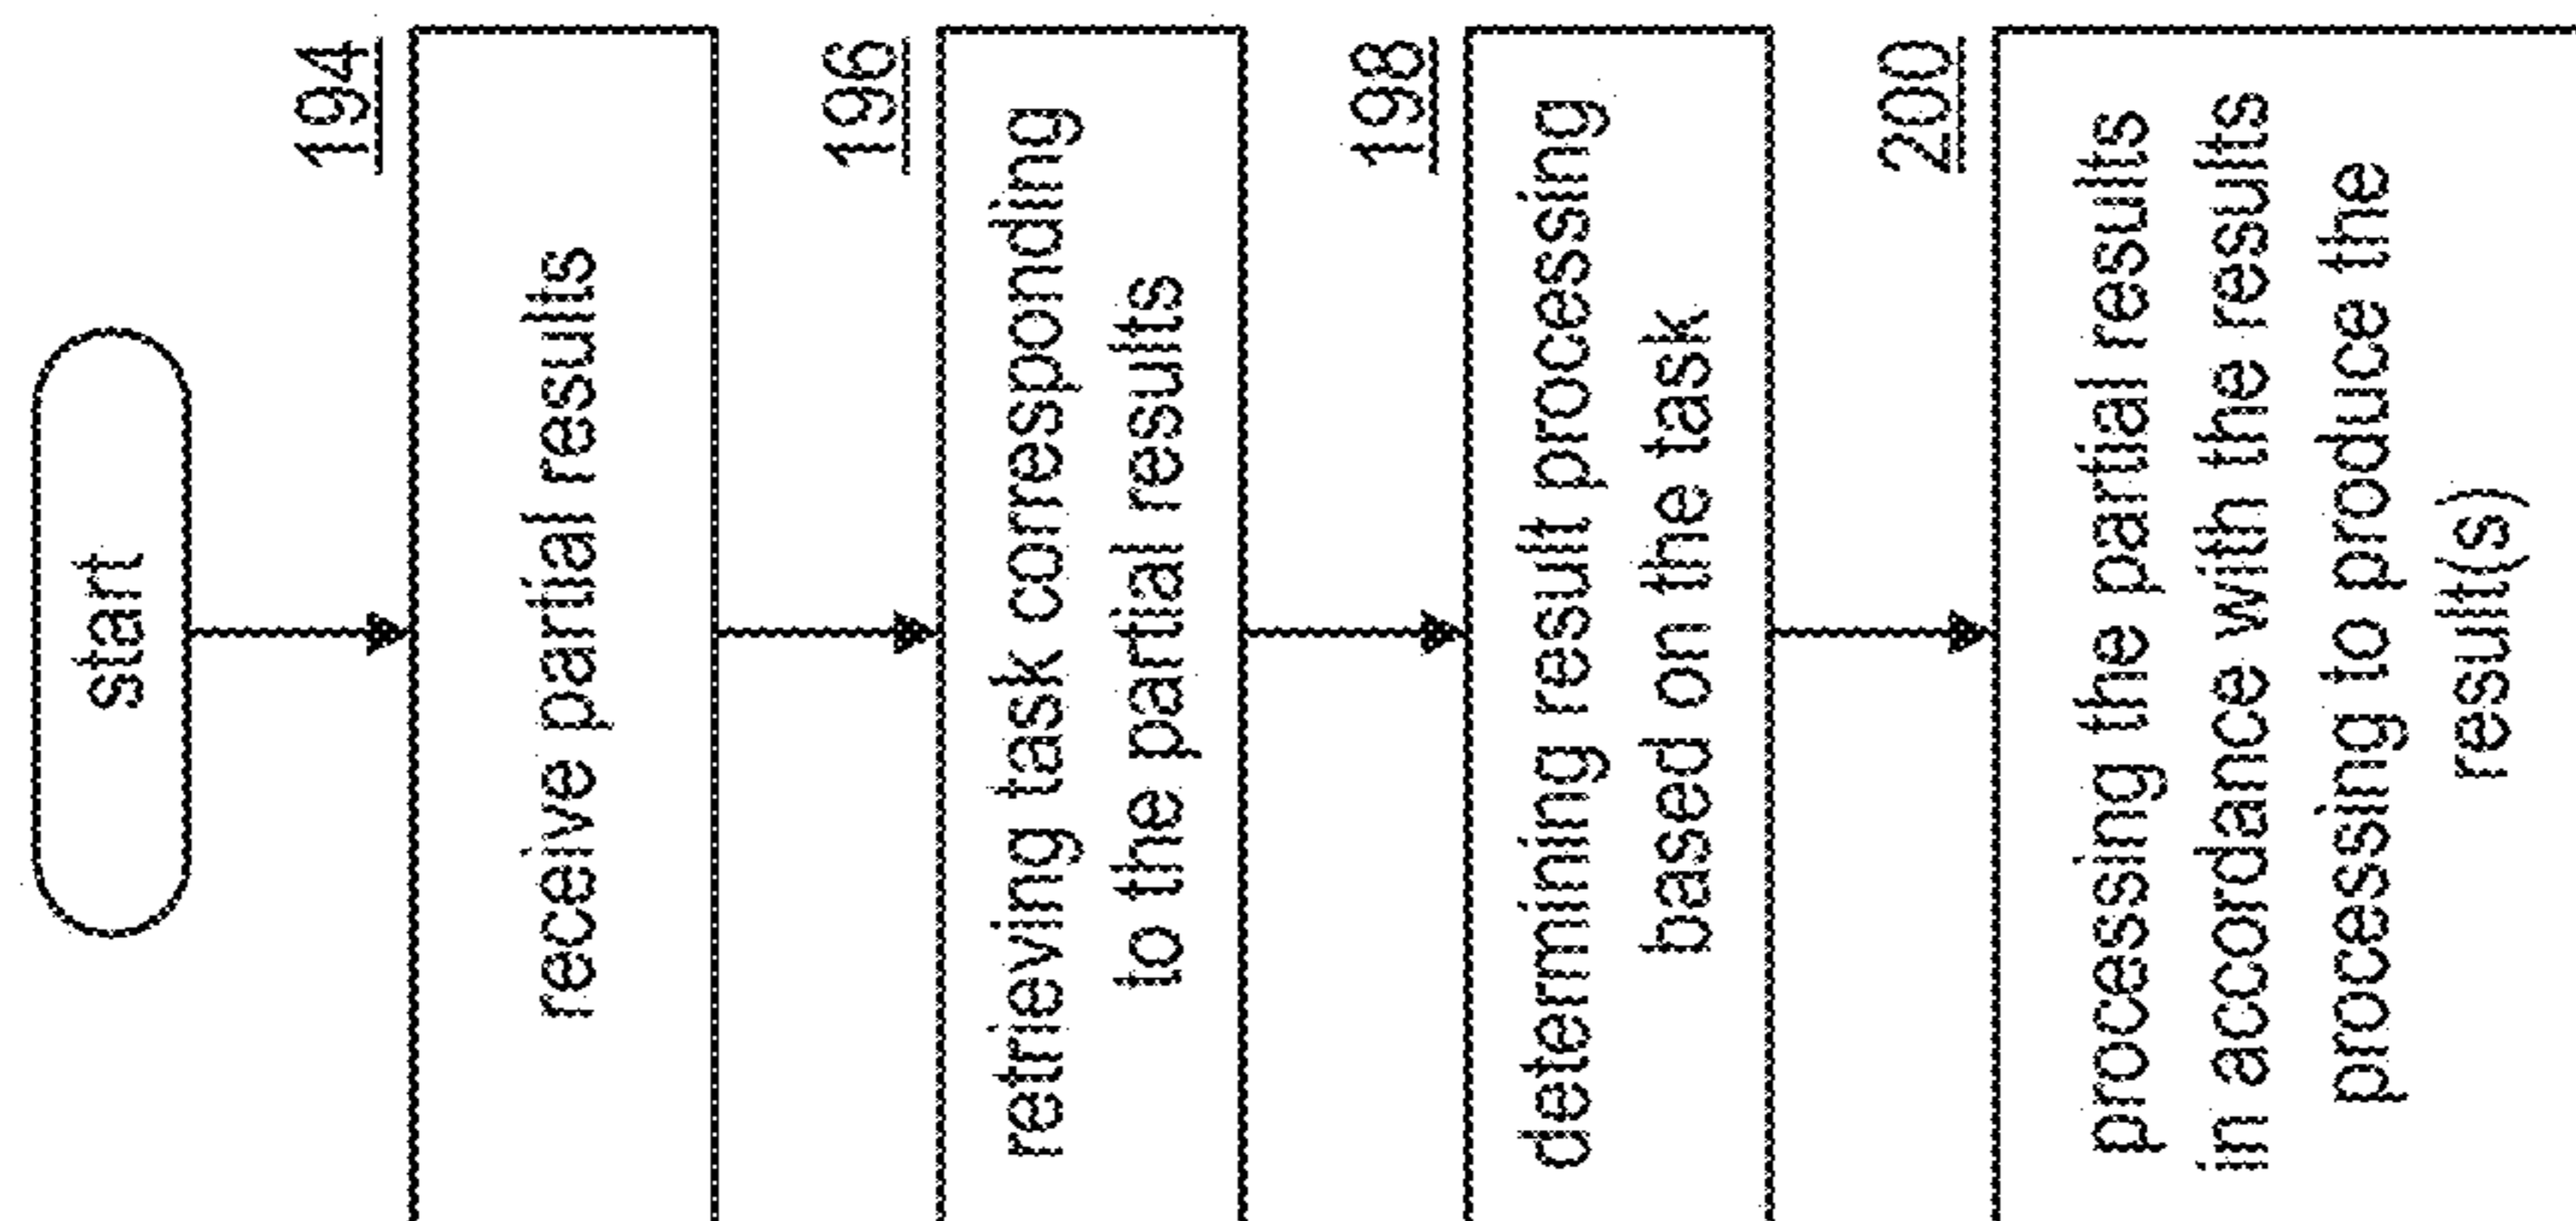 start
194
receive partial results
196
retrieving task corresponding
to the partial results
198
determining result processing
based on the task
200
processing the partial results
in accordance with the results
processing to produce the
result(s)